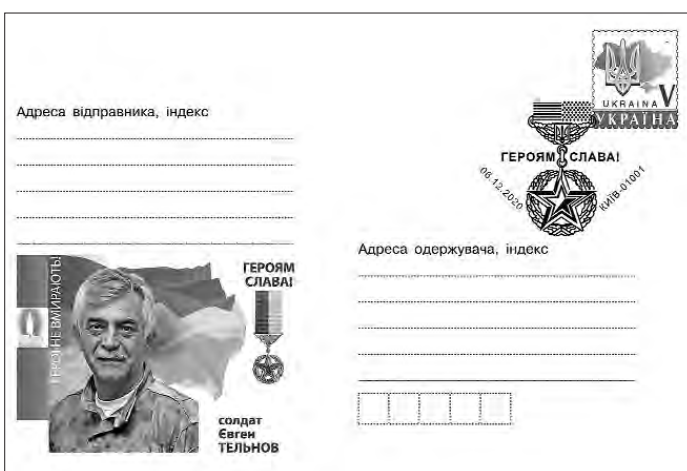 Адреса відправника, індекс
UKRAINA V
УКРАЇНА
ГЕРОЯМ СЛАВА!
06.12.2020
КИЇВ-01001
Адреса одержувача, індекс
ГЕРОЇ НЕ ВМИРАЮТЬ!
ГЕРОЯМ
СЛАВА!
солдат
Євген
ТЕЛЬНОВ